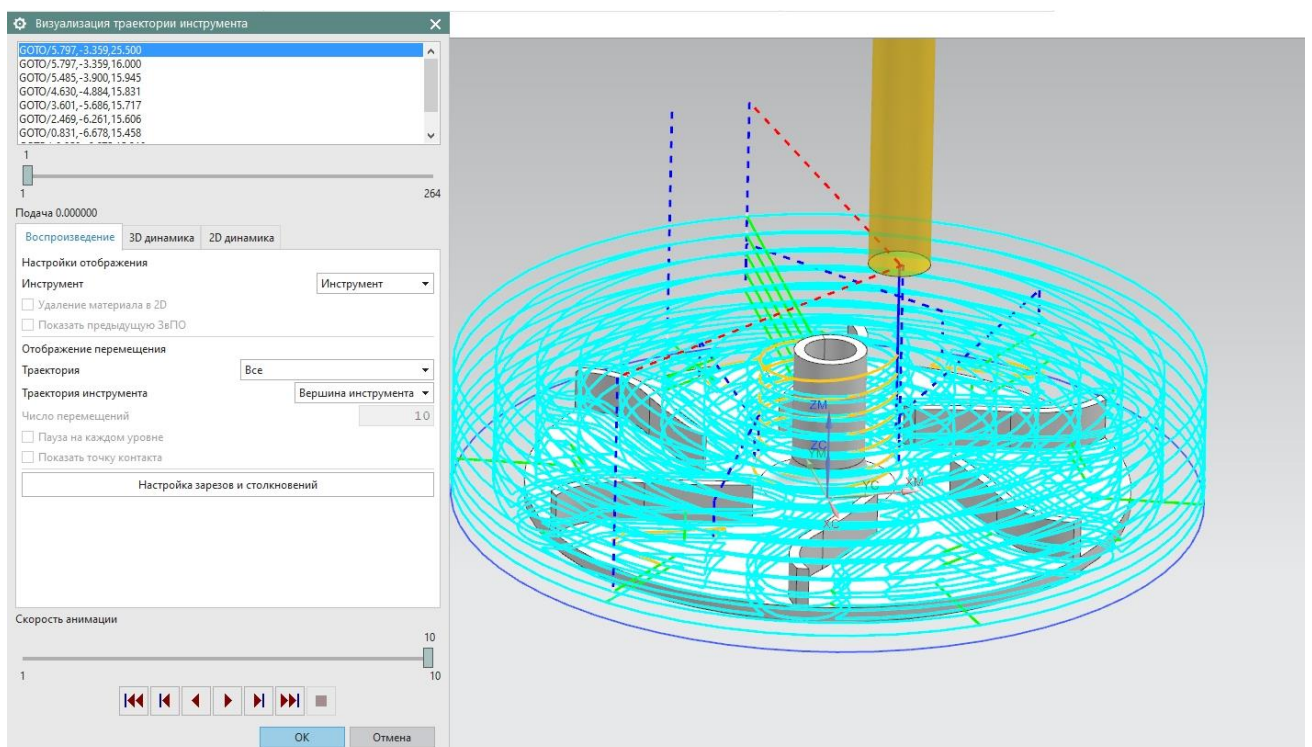 Визуализация траектории инструмента
GOTO/5.797,-3.359,25.500
GOTO/5.797,-3.359,16.000
GOTO/5.485,-3.900,15.945
GOTO/4.630,-4.884,15.831
GOTO/3.601,-5.686,15.717
GOTO/2.469,-6.261,15.606
GOTO/0.831,-6.678,15.458
1
1 264
Подача 0.000000
Воспроизведение 3D динамика 2D динамика
Настройки отображения
Инструмент Инструмент
Удаление материала в 2D
Показать предыдущую ЗвПО
Отображение перемещения
Траектория Все
Траектория инструмента Вершина инструмента
Число перемещений 10
Пауза на каждом уровне
Показать точку контакта
Настройка зарезов и столкновений
Скорость анимации
10
1 10
OK Отмена
ZM
ZC
YM
YC XM
XC